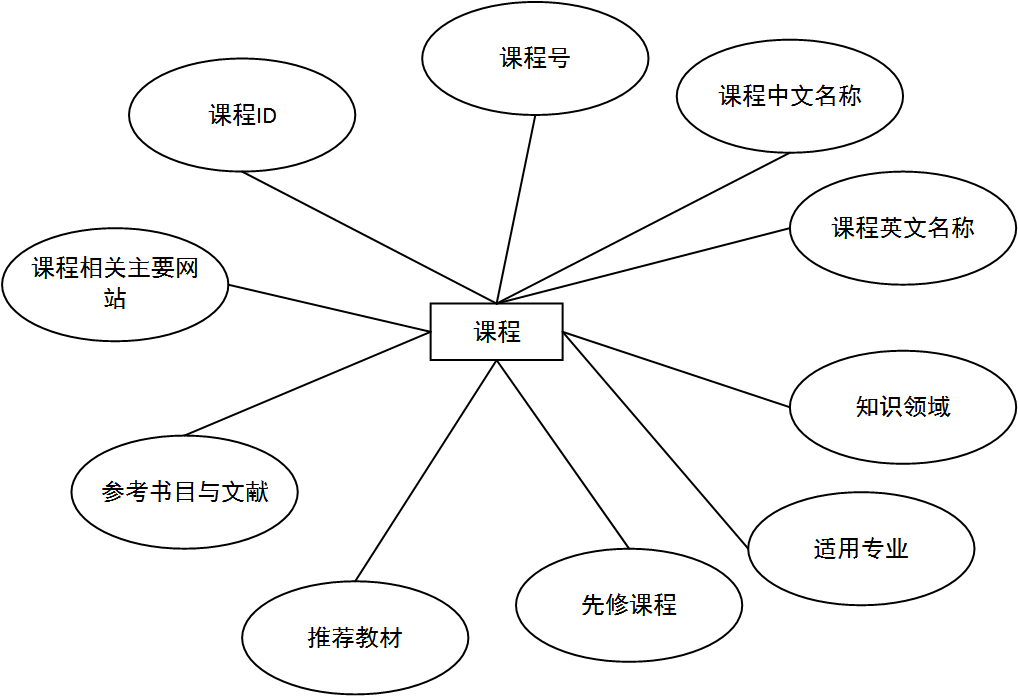 课程号
课程中文名称
课程ID
课程英文名称
课程相关主要网
站
课程
知识领域
参考书目与文献
适用专业
先修课程
推荐教材